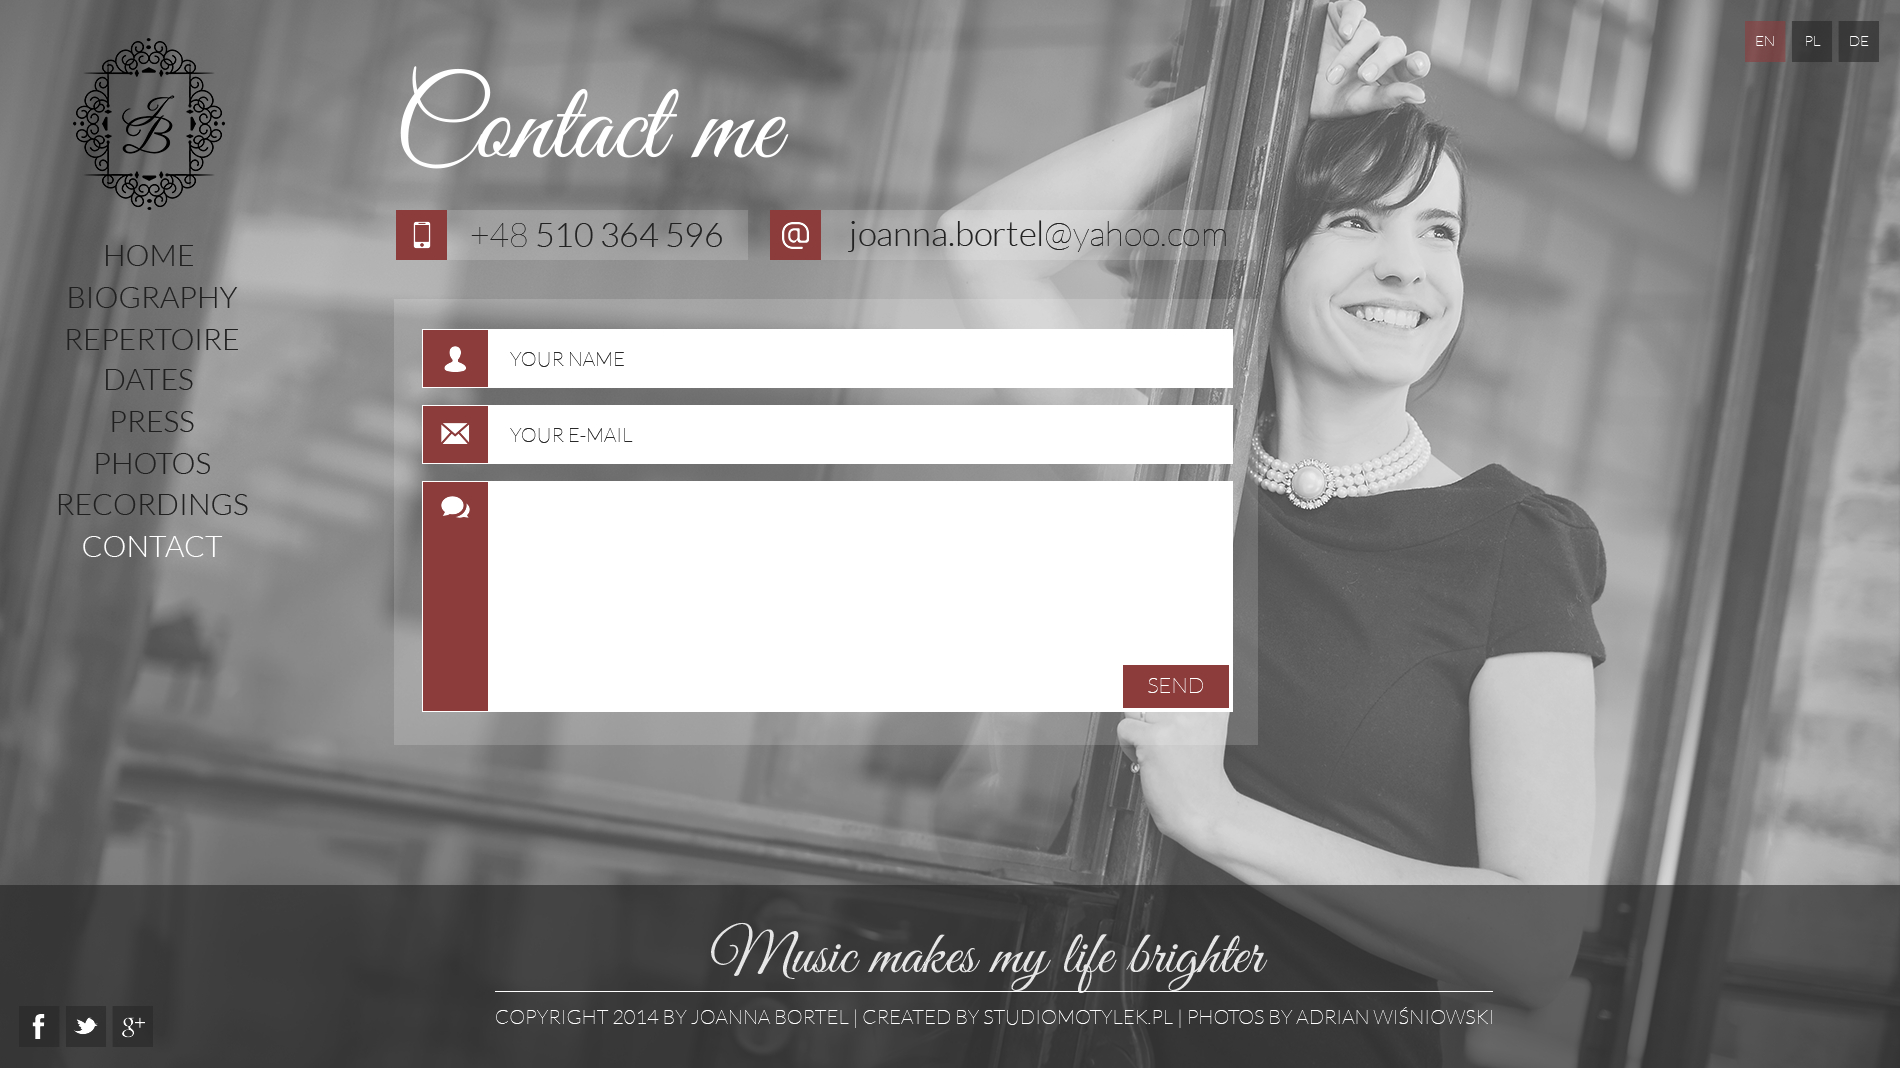 EN PL DE
JB
Contact me
+48 510 364 596
joanna.bortel@yahoo.com
HOME
BIOGRAPHY
REPERTOIRE
DATES
PRESS
PHOTOS
RECORDINGS
CONTACT
YOUR NAME
YOUR E-MAIL
SEND
Music makes my life brighter
COPYRIGHT 2014 BY JOANNA BORTEL | CREATED BY STUDIOMOTYLEK.PL | PHOTOS BY ADRIAN WIŚNIOWSKI
f g+